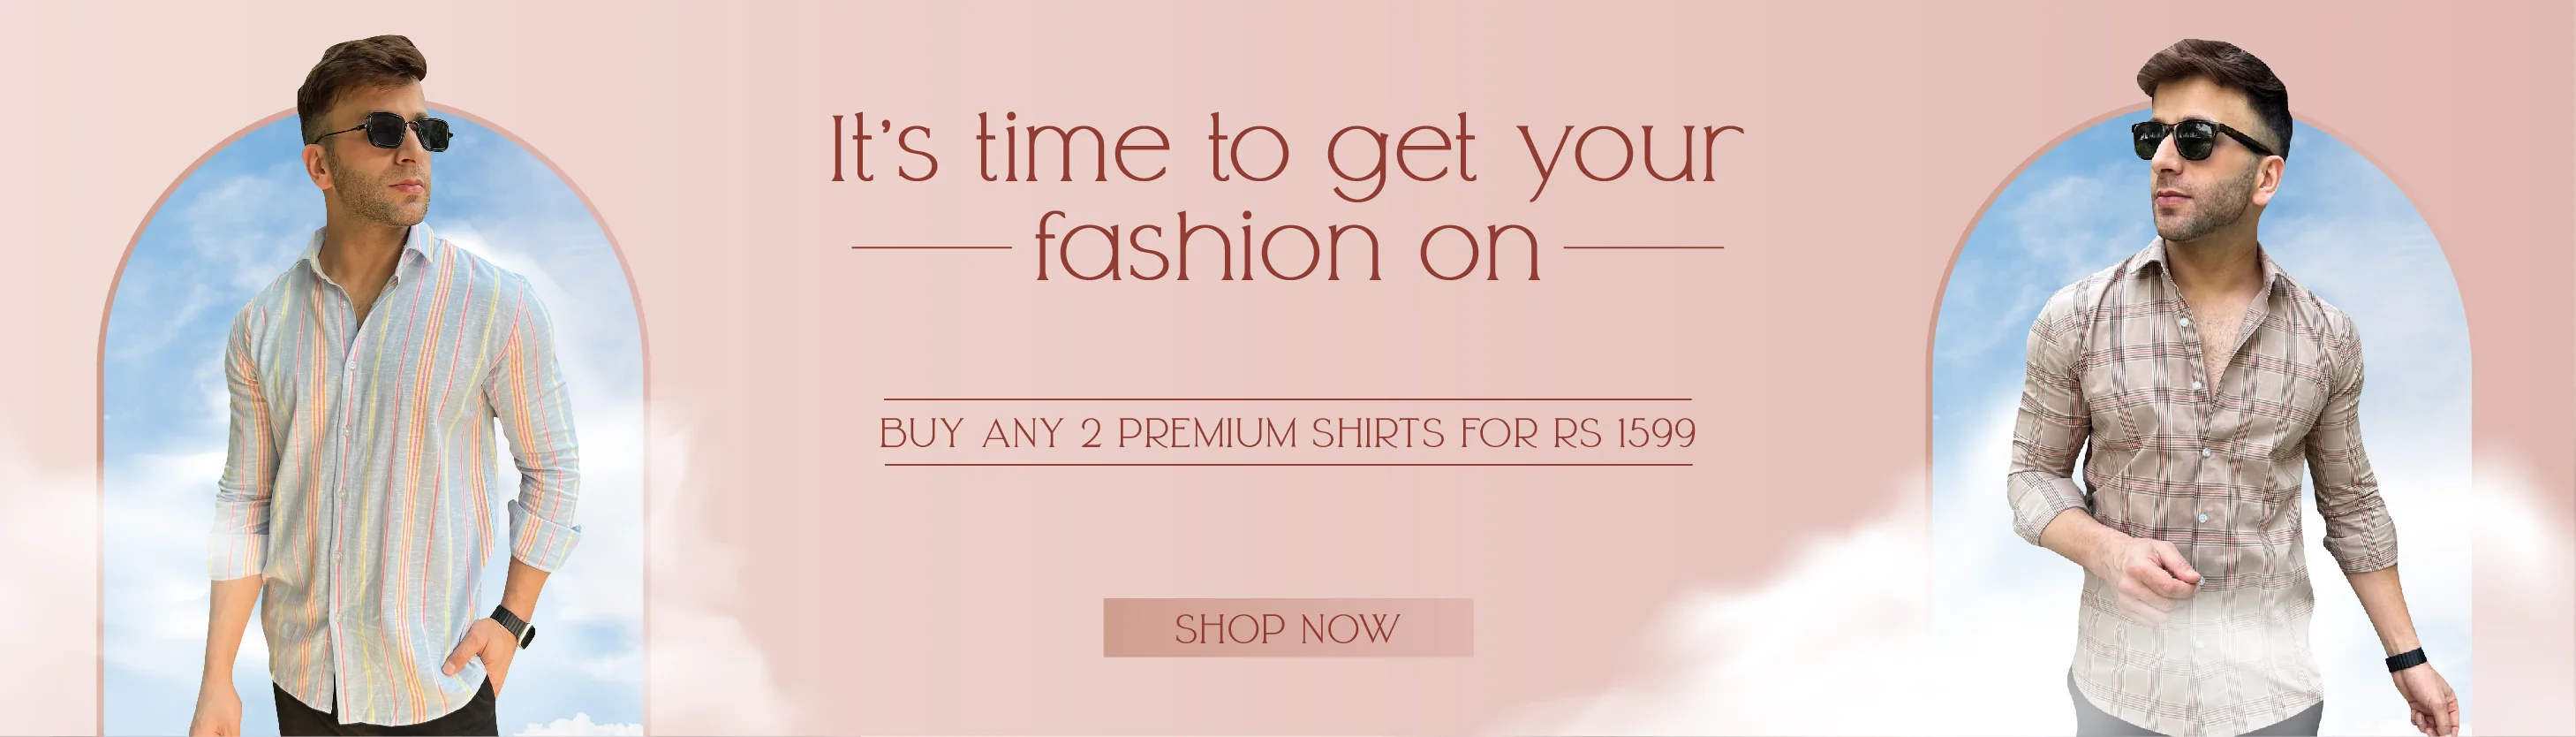 It's time to get your
fashion on
BUY ANY 2 PREMIUM SHIRTS FOR RS 1599
SHOP NOW